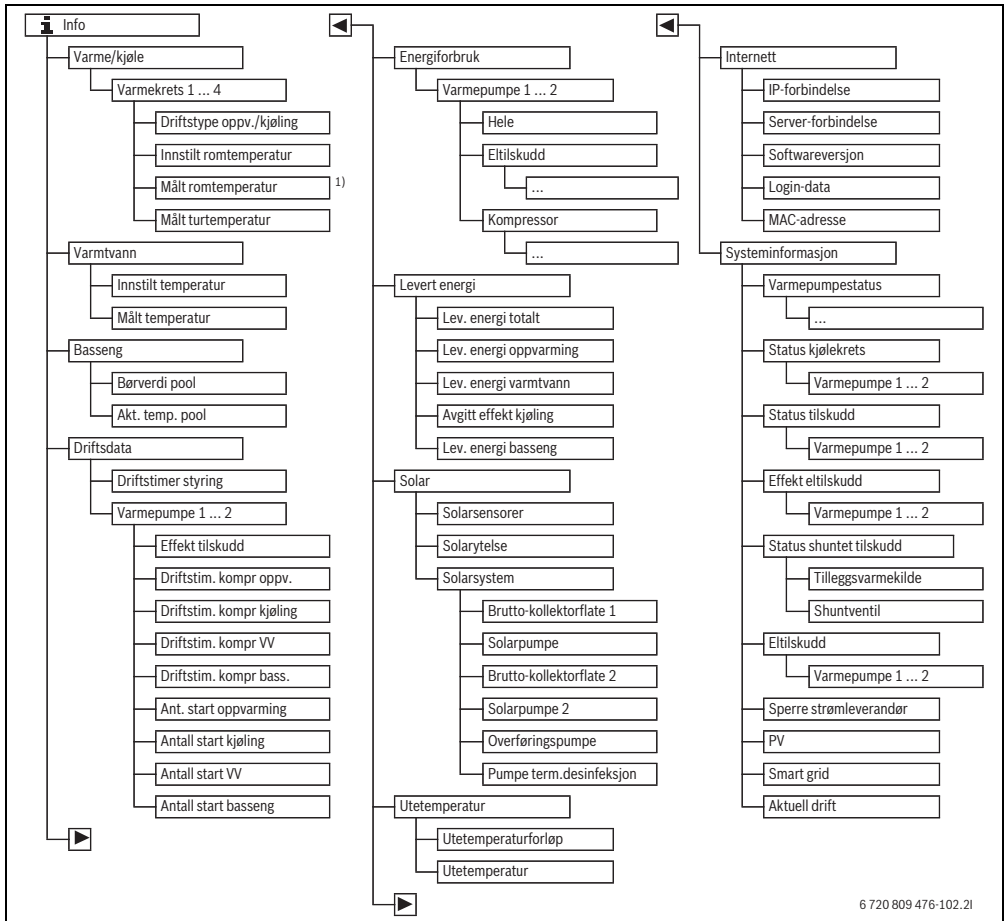 Info
Varme/kjøle
Varmekrets 1 ... 4
Driftstype oppv./kjøling
Innstilt romtemperatur
Målt romtemperatur 1)
Målt turtemperatur
Varmtvann
Innstilt temperatur
Målt temperatur
Basseng
Børverdi pool
Akt. temp. pool
Driftsdata
Driftstimer styring
Varmepumpe 1 ... 2
Effekt tilskudd
Driftstim. kompr oppv.
Driftstim. kompr kjøling
Driftstim. kompr VV
Driftstim. kompr bass.
Ant. start oppvarming
Antall start kjøling
Antall start VV
Antall start basseng
Energiforbruk
Varmepumpe 1 ... 2
Hele
Eltilskudd
...
Kompressor
...
Levert energi
Lev. energi totalt
Lev. energi oppvarming
Lev. energi varmtvann
Avgitt effekt kjøling
Lev. energi basseng
Solar
Solarsensorer
Solarytelse
Solarsystem
Brutto-kollektorflate 1
Solarpumpe
Brutto-kollektorflate 2
Solarpumpe 2
Overføringspumpe
Pumpe term.desinfeksjon
Utetemperatur
Utetemperaturforløp
Utetemperatur
Internett
IP-forbindelse
Server-forbindelse
Softwareversjon
Login-data
MAC-adresse
Systeminformasjon
Varmepumpestatus
...
Status kjølekrets
Varmepumpe 1 ... 2
Status tilskudd
Varmepumpe 1 ... 2
Effekt eltilskudd
Varmepumpe 1 ... 2
Status shuntet tilskudd
Tilleggsvarmekilde
Shuntventil
Eltilskudd
Varmepumpe 1 ... 2
Sperre strømleverandør
PV
Smart grid
Aktuell drift
6 720 809 476-102.2I